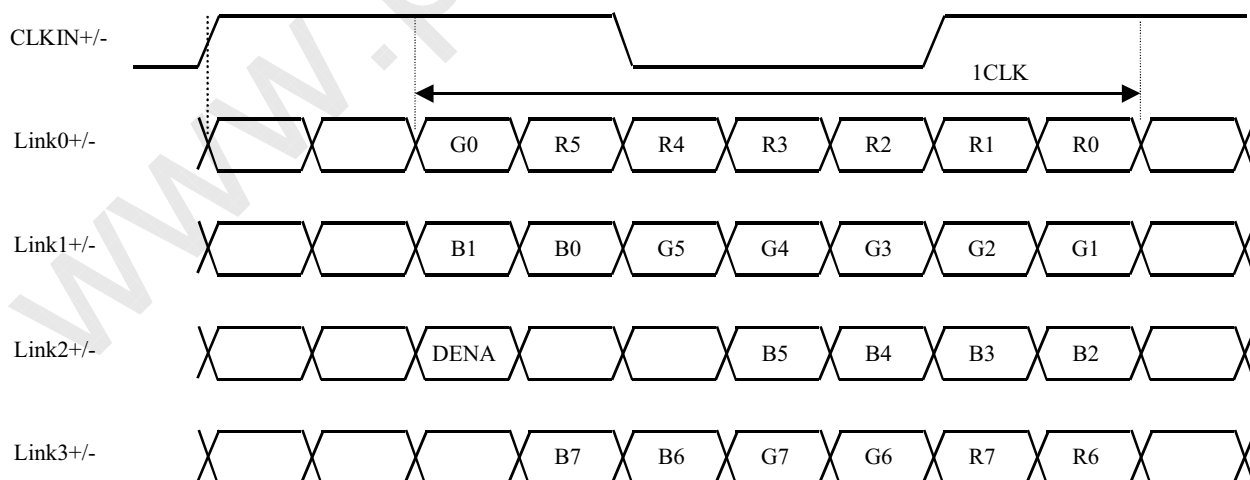 CLKIN+/-
1CLK
Link0+/- G0 R5 R4 R3 R2 R1 R0
Link1+/- B1 B0 G5 G4 G3 G2 G1
Link2+/- DENA B5 B4 B3 B2
Link3+/- B7 B6 G7 G6 R7 R6
www.p